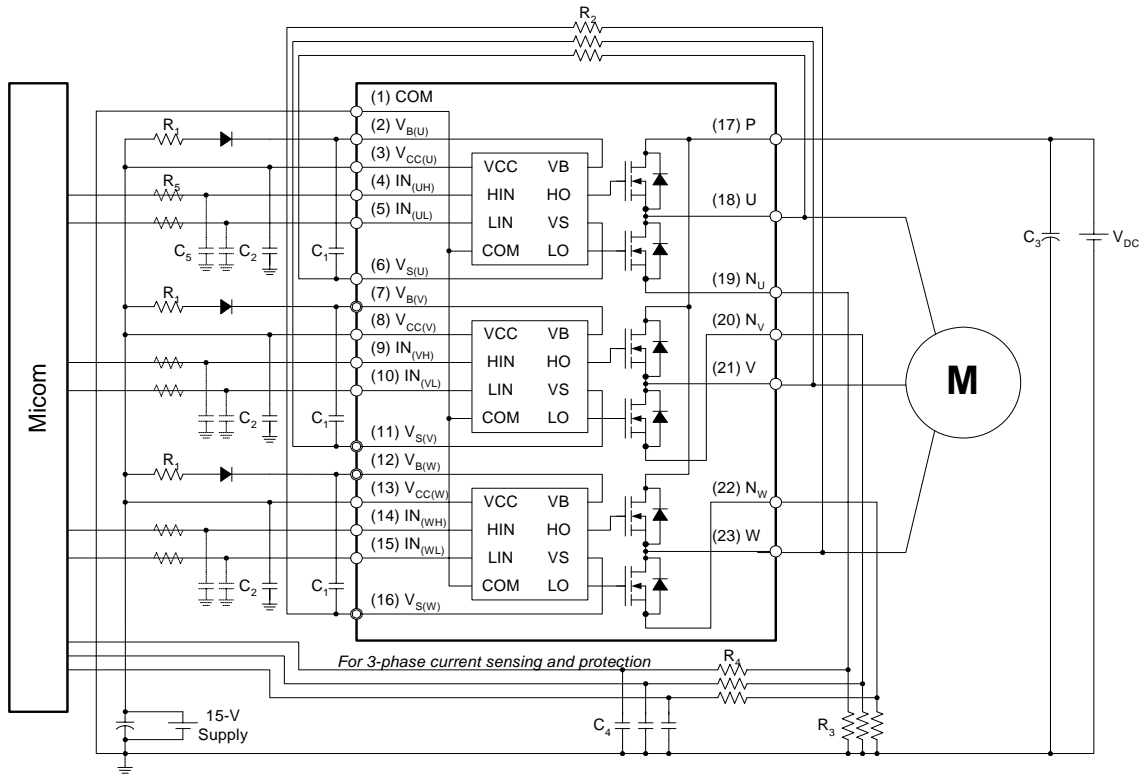 R2
Micom
(1) COM
R1
(2) VB(U)
(3) VCC(U)
R5
(4) IN(UH)
(5) IN(UL)
C5
C2
C1
(6) VS(U)
VCC VB
HIN HO
LIN VS
COM LO
(17) P
(18) U
(19) NU
C3
VDC
R1
(7) VB(V)
(8) VCC(V)
(9) IN(VH)
(10) IN(VL)
C2
C1
(11) VS(V)
VCC VB
HIN HO
LIN VS
COM LO
(20) NV
(21) V
M
R1
(12) VB(W)
(13) VCC(W)
(14) IN(WH)
(15) IN(WL)
C2
C1
(16) VS(W)
VCC VB
HIN HO
LIN VS
COM LO
(22) NW
(23) W
For 3-phase current sensing and protection
R4
15-V
Supply
C4
R3